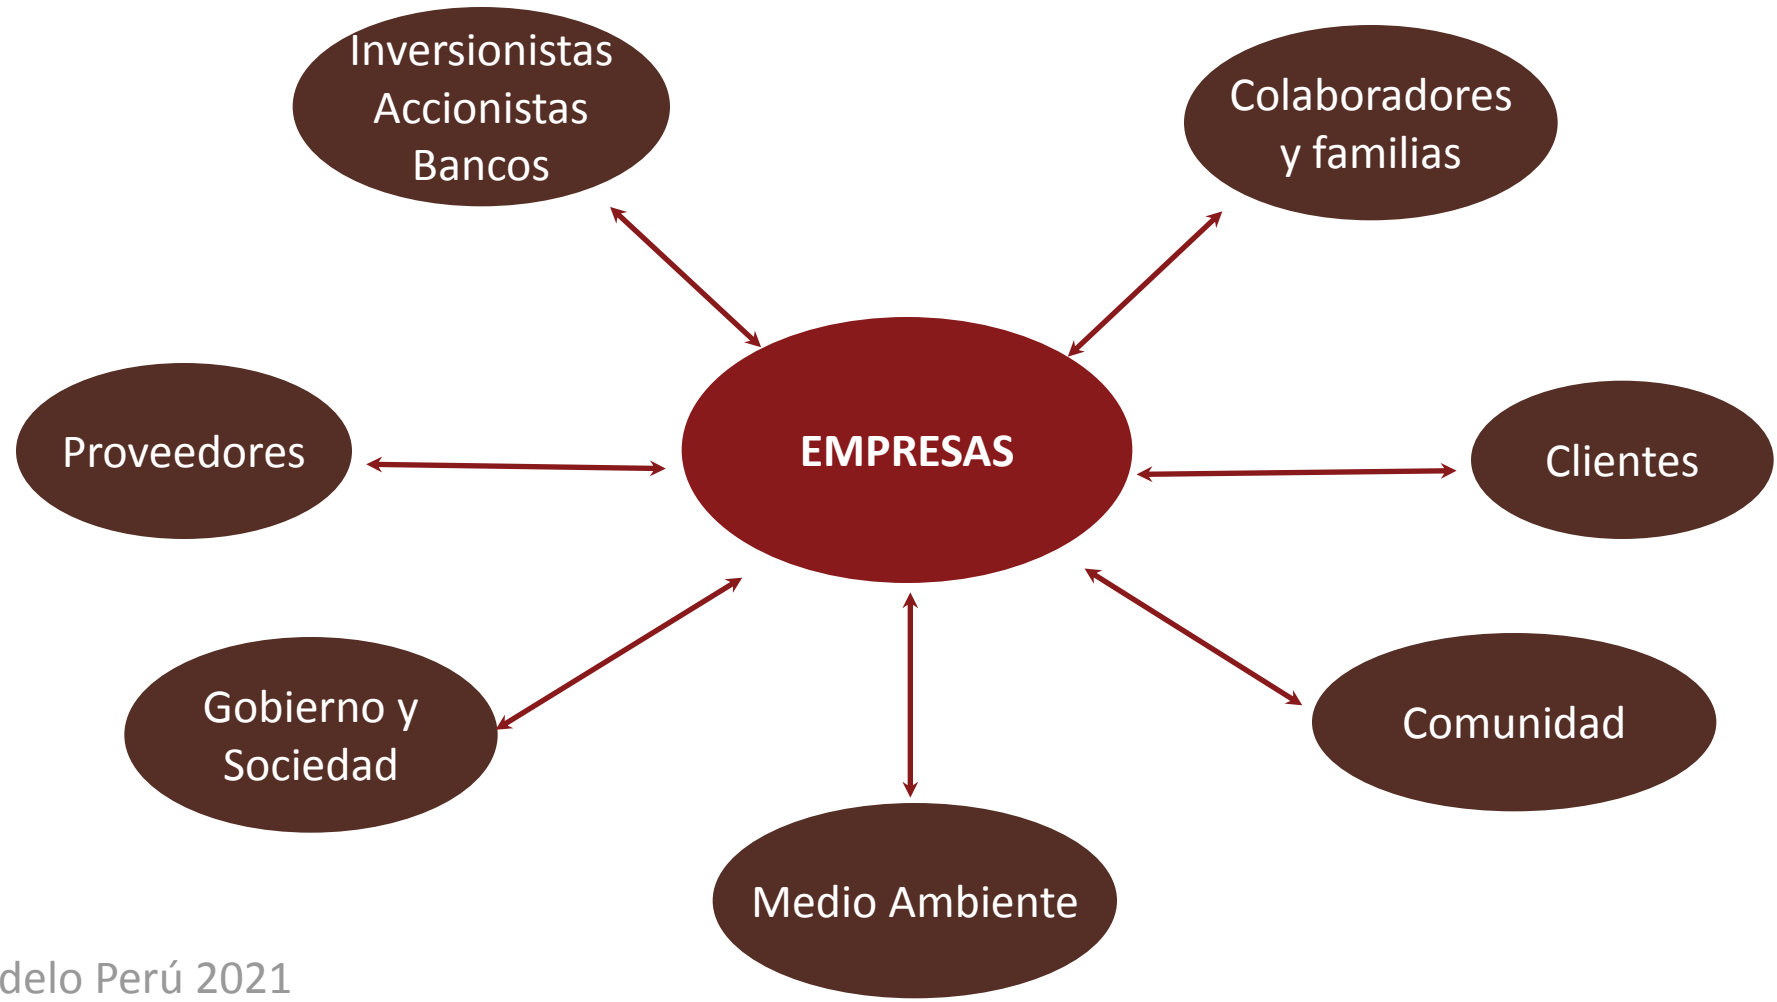 Inversionistas
Accionistas
Bancos
Colaboradores
y familias
Proveedores
EMPRESAS
Clientes
Gobierno y
Sociedad
Comunidad
Medio Ambiente
delo Perú 2021